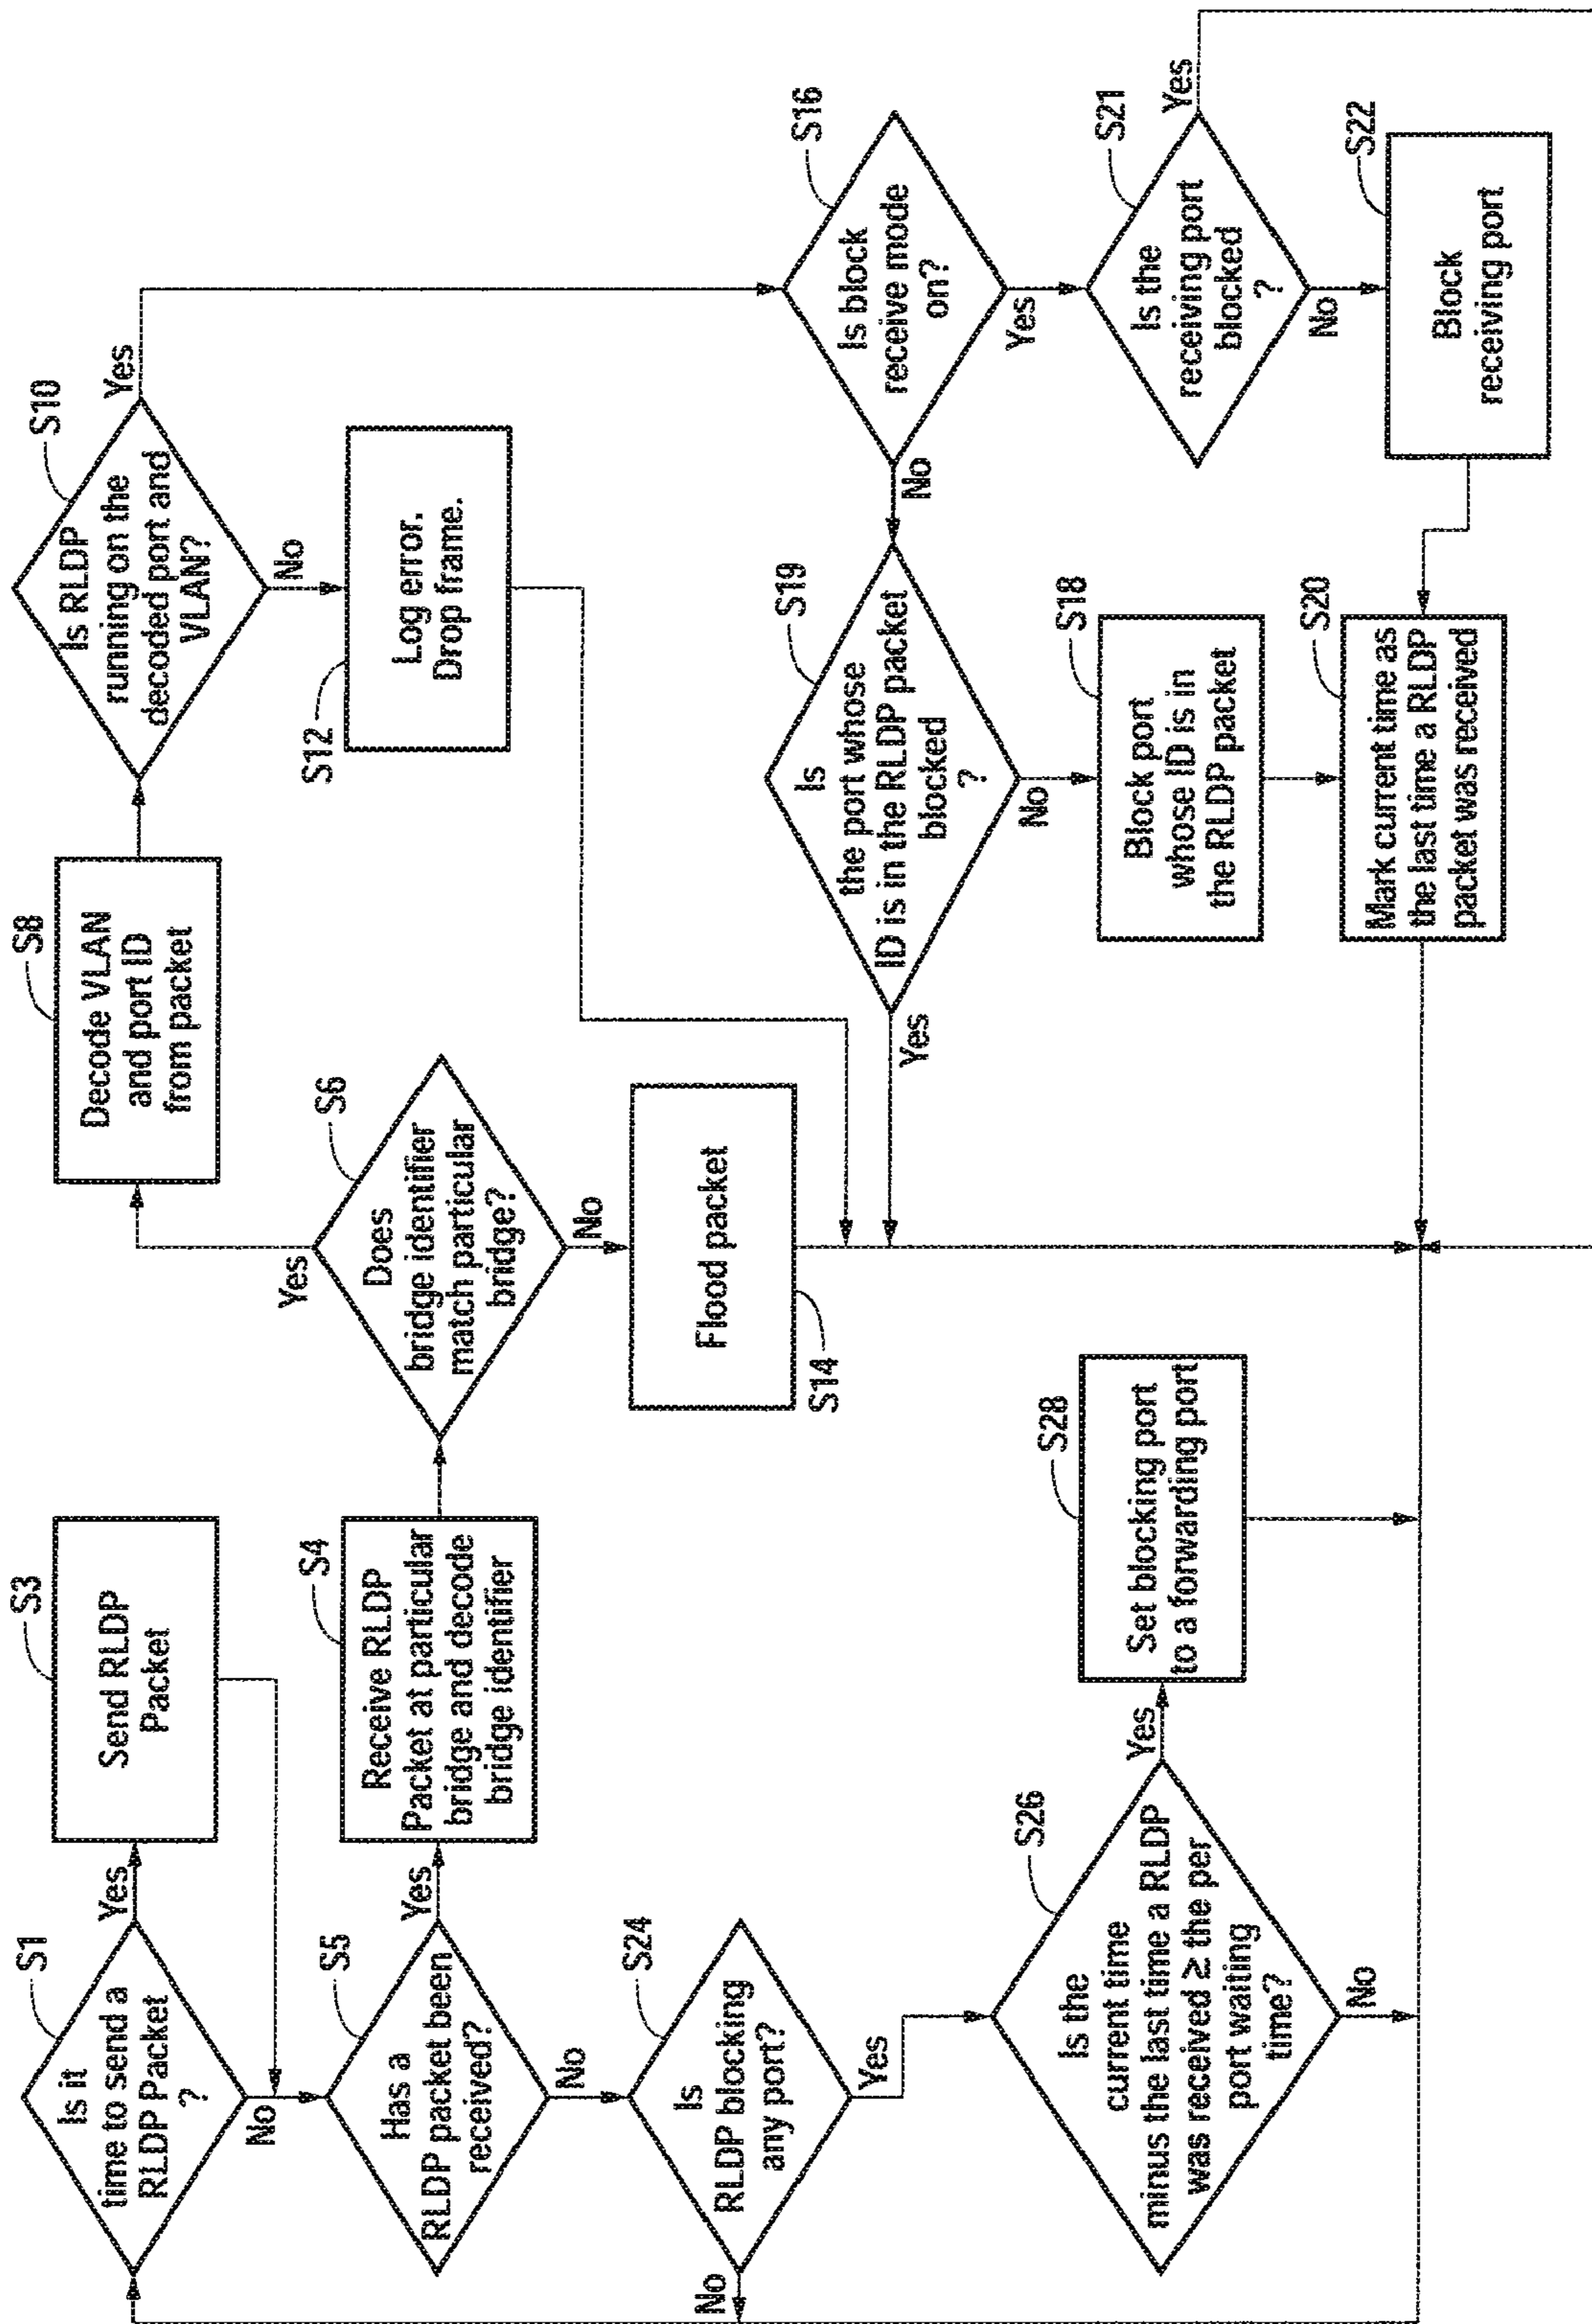 S1
Is it
time to send a
RLDP Packet
?
Yes
No
S3
Send RLDP
Packet
S5
Has a
RLDP packet been
received?
Yes
No
S4
Receive RLDP
Packet at particular
bridge and decode
bridge identifier
S6
Does
bridge identifier
match particular
bridge?
Yes
No
S8
Decode VLAN
and port ID
from packet
S10
Is RLDP
running on the
decoded port and
VLAN?
Yes
No
S12
Log error.
Drop frame.
S14
Flood packet
S16
Is block
receive mode
on?
No
Yes
S19
Is
the port whose
ID is in the RLDP packet
blocked
?
Yes
No
S18
Block port
whose ID is in
the RLDP packet
S20
Mark current time as
the last time a RLDP
packet was received
S21
Is the
receiving port
blocked
?
Yes
No
S22
Block
receiving port
S24
Is
RLDP blocking
any port?
No
Yes
S26
Is the
current time
minus the last time a RLDP
was received ≥ the per
port waiting
time?
Yes
No
S28
Set blocking port
to a forwarding port